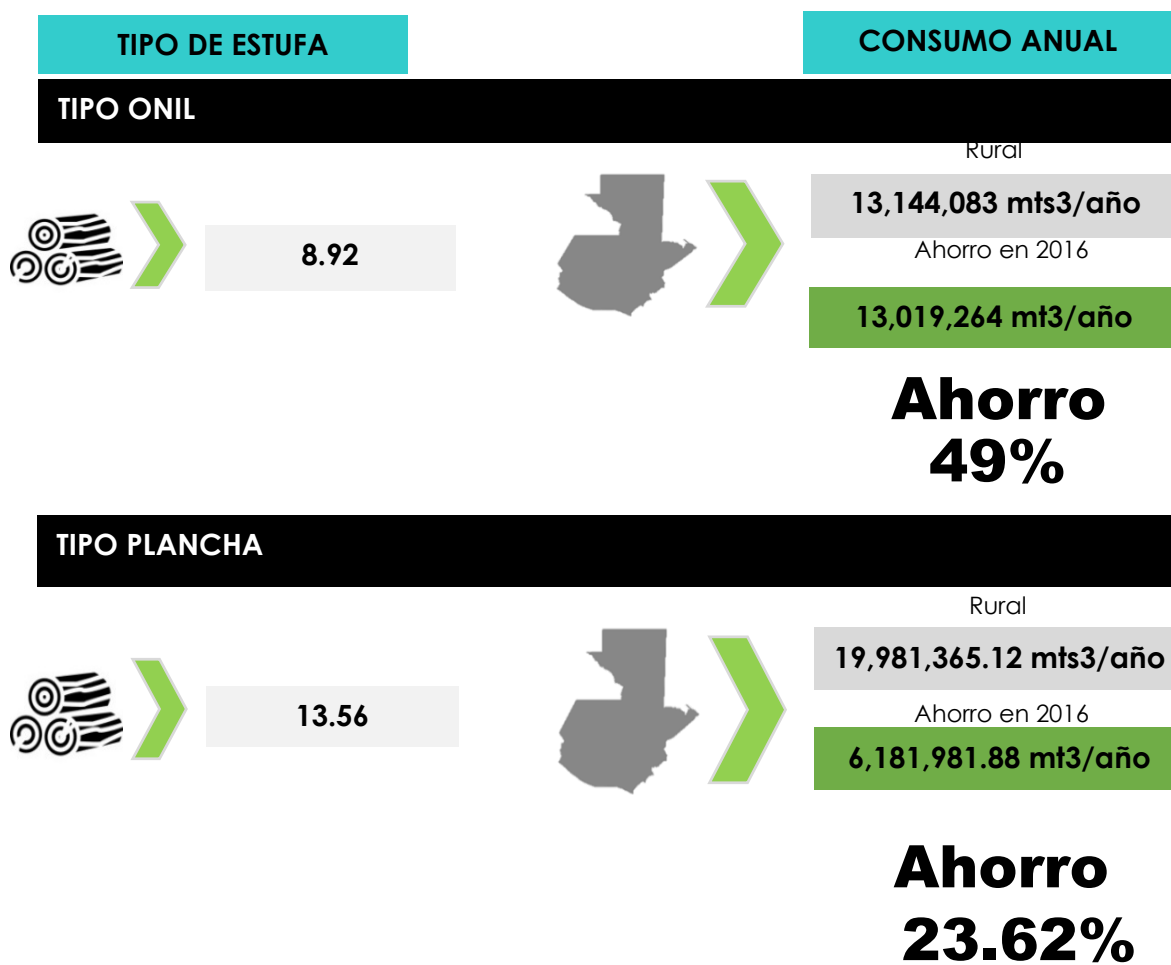 TIPO DE ESTUFA
CONSUMO ANUAL
TIPO ONIL
Rural
13,144,083 mts3/año
8.92
Ahorro en 2016
13,019,264 mt3/año
Ahorro
49%
TIPO PLANCHA
Rural
19,981,365.12 mts3/año
13.56
Ahorro en 2016
6,181,981.88 mt3/año
Ahorro
23.62%